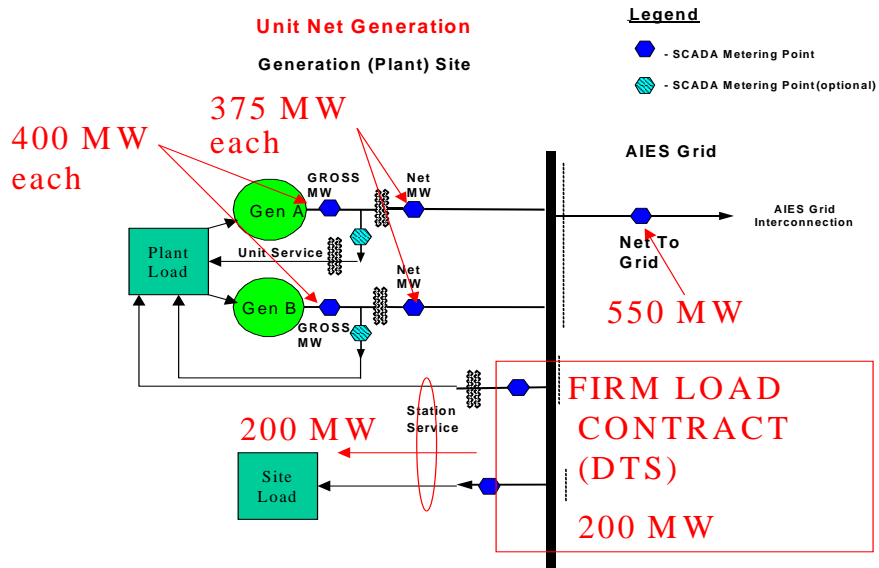 Unit Net Generation
Generation (Plant) Site
Legend
- SCADA Metering Point
- SCADA Metering Point(optional)
400 MW
each
375 MW
each
GROSS
MW
Net
MW
AIES Grid
Gen A
AIES Grid
Interconnection
Net To
Grid
Unit Service
Plant
Load
Net
MW
Gen B
GROSS
MW
550 MW
FIRM LOAD
CONTRACT
(DTS)
200 MW
Station
Service
200 MW
Site
Load